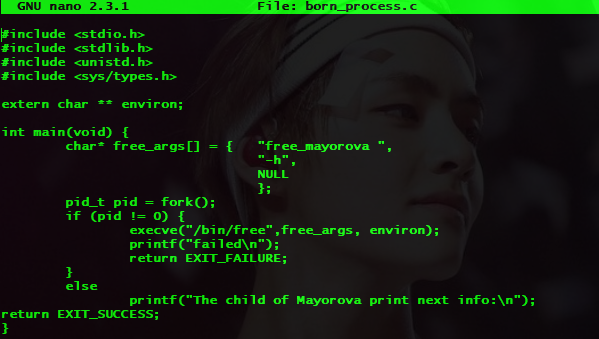 GNU nano 2.3.1 File: born_process.c
#include <stdio.h>
#include <stdlib.h>
#include <unistd.h>
#include <sys/types.h>
extern char ** environ;
int main(void) {
char* free_args[] = { "free_mayorova ",
"-h",
NULL
};
pid_t pid = fork();
if (pid != 0) {
execve("/bin/free",free_args, environ);
printf("failed\n");
return EXIT_FAILURE;
}
else
printf("The child of Mayorova print next info:\n");
return EXIT_SUCCESS;
}